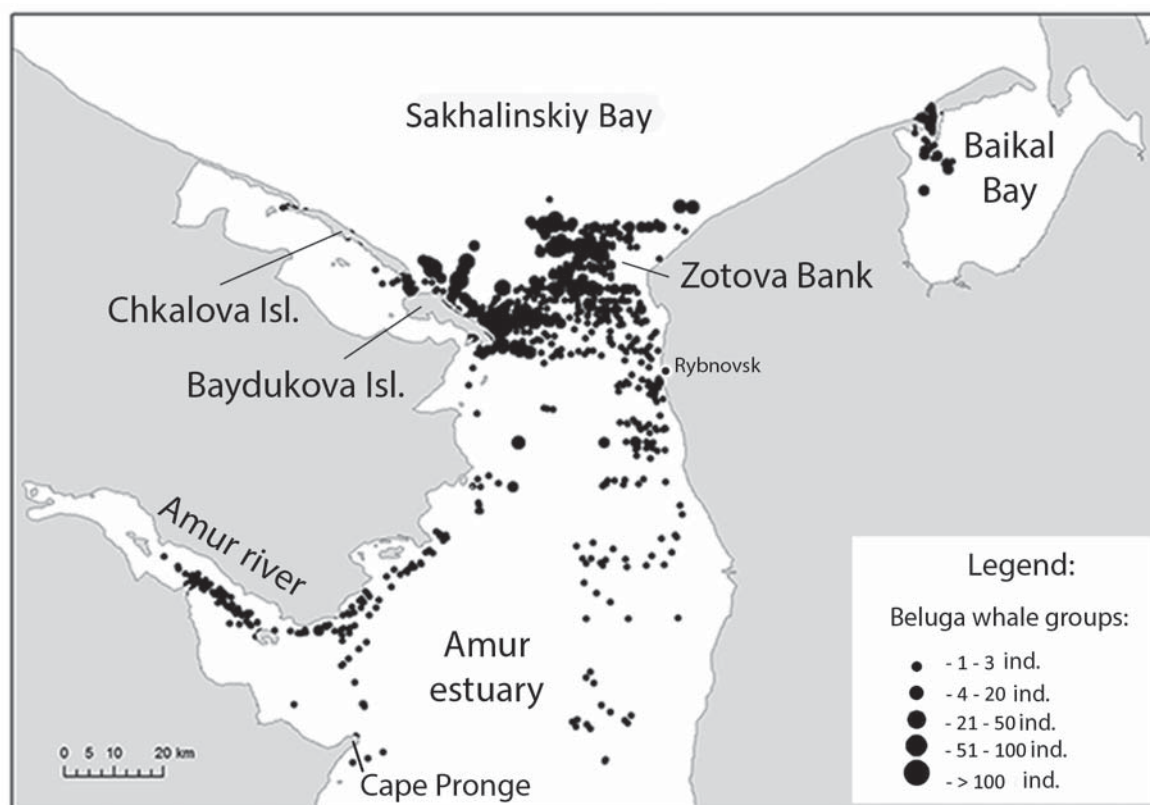 Sakhalinskiy Bay
Baikal
Bay
Zotova Bank
Chkalova Isl.
Baydukova Isl.
Rybnovsk
Amur river
Amur
estuary
Cape Pronge
0 5 10 20 km
Legend:
Beluga whale groups:
- 1 - 3 ind.
- 4 - 20 ind.
- 21 - 50 ind.
- 51 - 100 ind.
- > 100 ind.